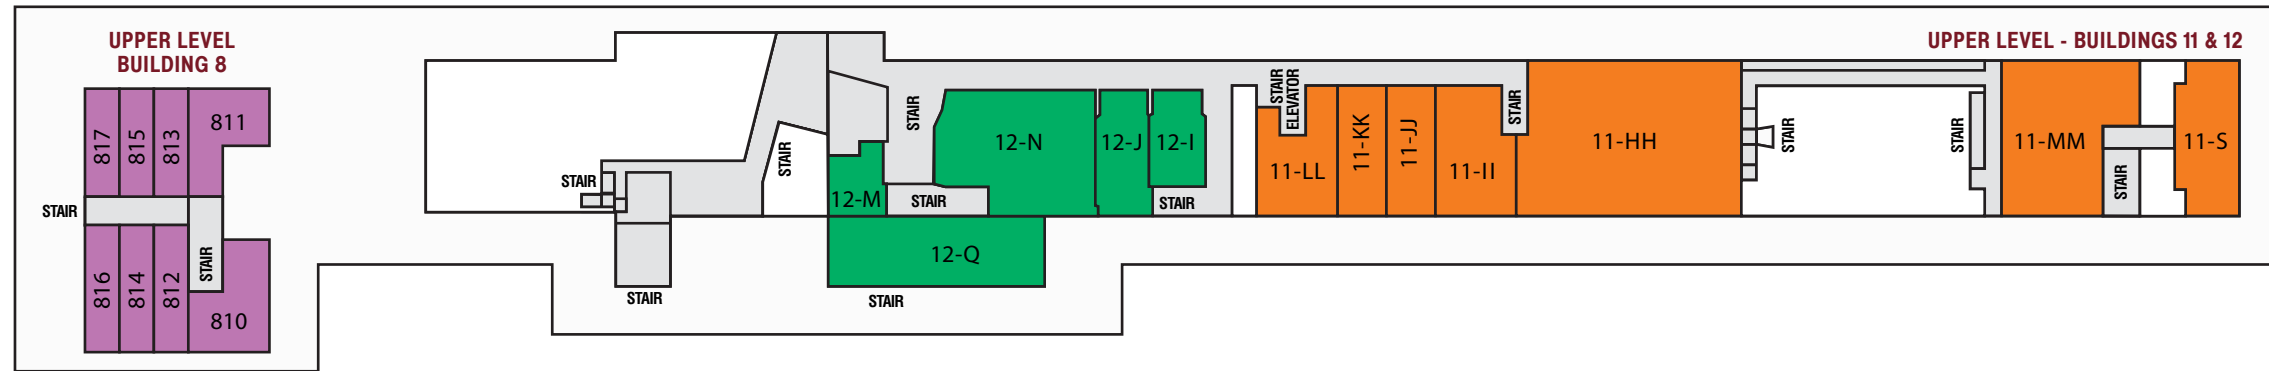 UPPER LEVEL
BUILDING 8
817
815
813
811
STAIR
STAIR
816
814
812
810
UPPER LEVEL - BUILDINGS 11 & 12
STAIR
STAIR
STAIR
STAIR
12-M
STAIR
12-N
12-J
12-I
STAIR
12-Q
STAIR
STAIR
ELEVATOR
11-LL
11-KK
11-JJ
11-II
STAIR
11-HH
STAIR
STAIR
11-MM
STAIR
11-S